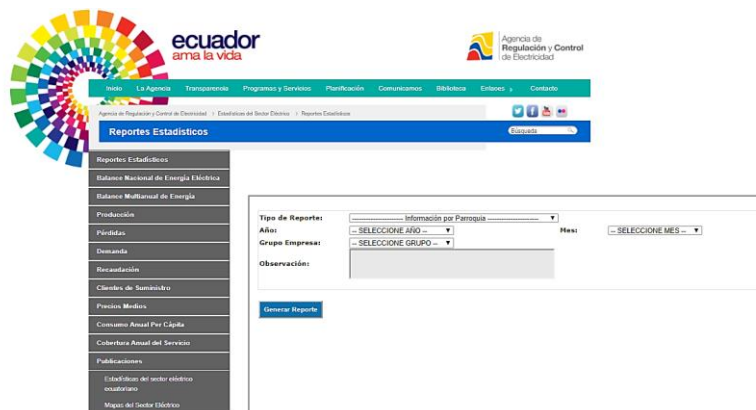 ecuador
ama la vida
Agencia de
Regulación y Control
de Electricidad
Inicio La Agencia Transparencia Programas y Servicios Planificación Comunicamos Biblioteca Enlaces Contacto
Agencia de Regulación y Control de Electricidad Estadísticas del Sector Eléctrico Reportes Estadísticos
Reportes Estadísticos
Búsqueda
Reportes Estadísticos
Balance Nacional de Energía Eléctrica
Balance Multianual de Energía
Producción
Pérdidas
Demanda
Recaudación
Clientes de Suministro
Precios Medios
Consumo Anual Per Cápita
Cobertura Anual del Servicio
Publicaciones
Estadísticas del sector eléctrico
ecuatoriano
Mapas del Sector Eléctrico
Tipo de Reporte: ---------------------- Información por Parroquia ----------------------
Año: -- SELECCIONE AÑO -- Mes: -- SELECCIONE MES --
Grupo Empresa: -- SELECCIONE GRUPO --
Observación:
Generar Reporte